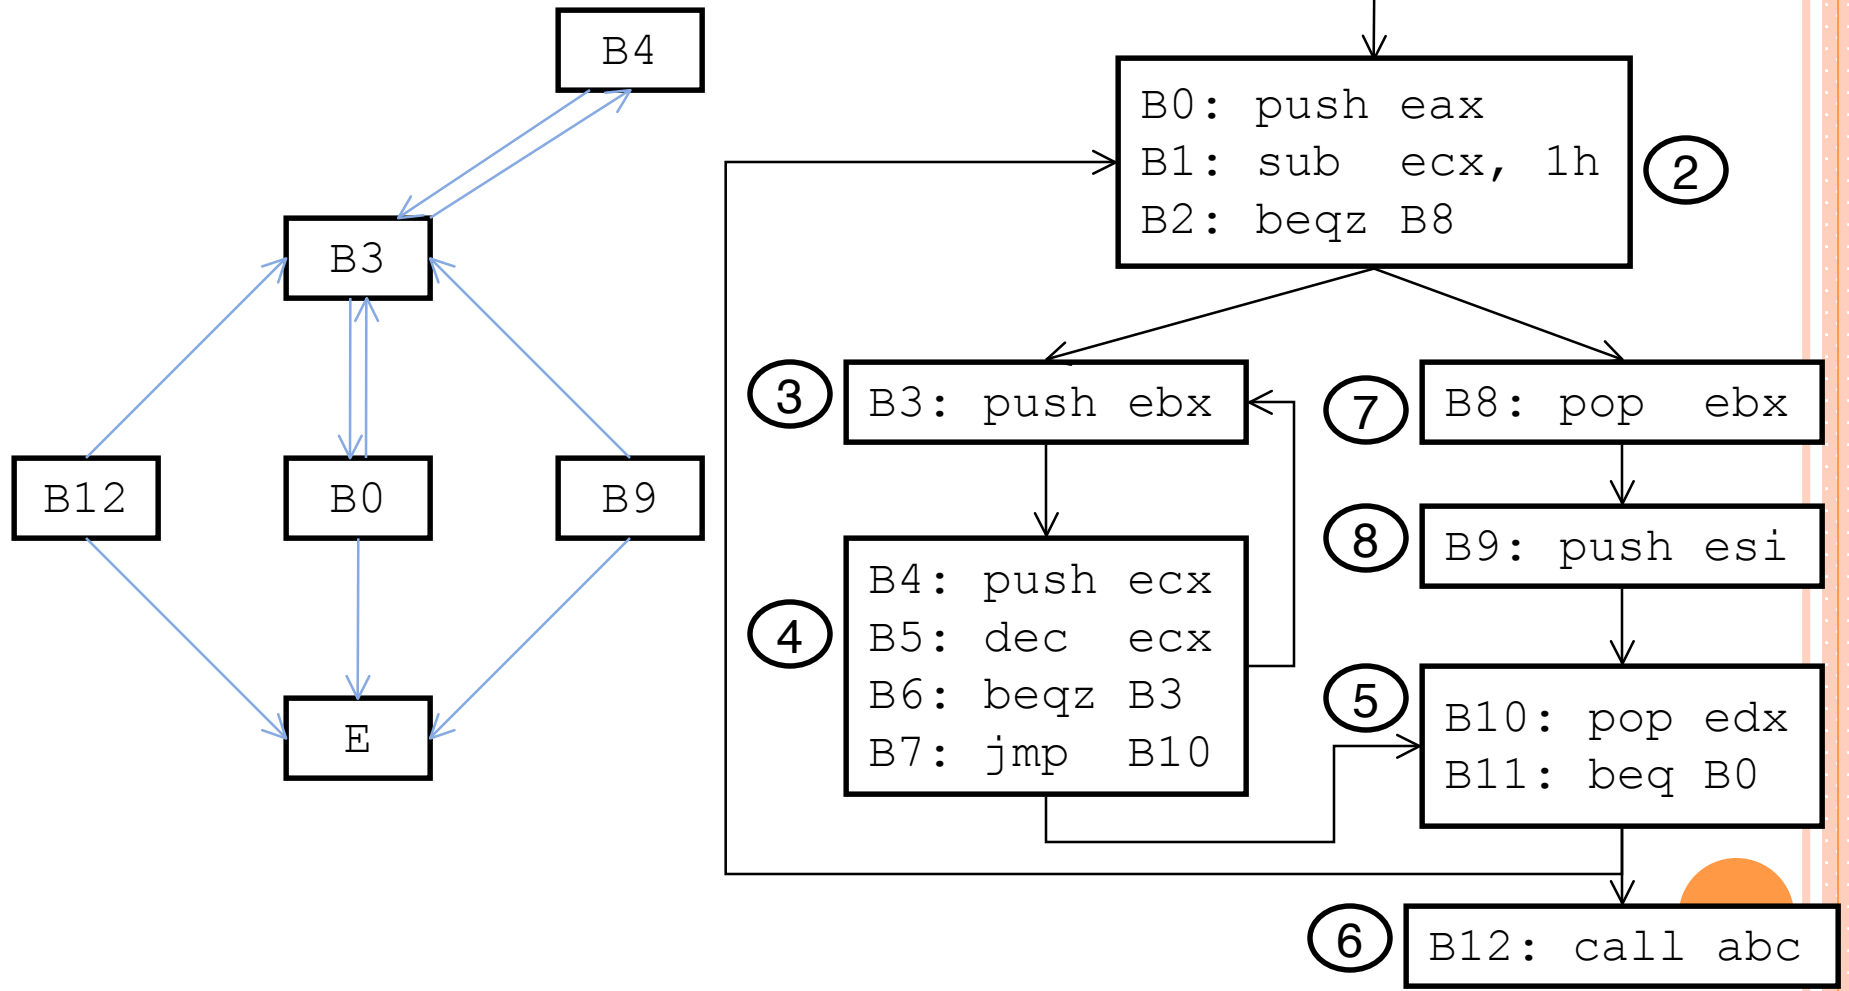 B4
B3
B12
B0
B9
E
B0: push eax
B1: sub  ecx, 1h
B2: beqz B8
2
3
B3: push ebx
7
B8: pop  ebx
8
B9: push esi
4
B4: push ecx
B5: dec  ecx
B6: beqz B3
B7: jmp  B10
5
B10: pop edx
B11: beq B0
6
B12: call abc